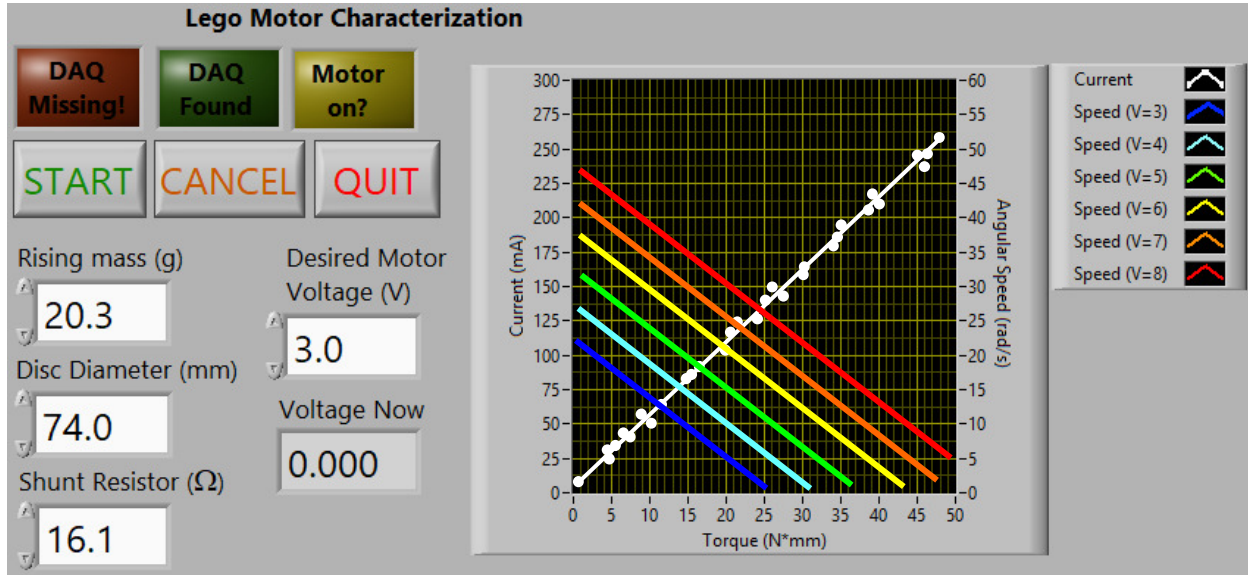 Lego Motor Characterization
DAQ
Missing!
DAQ
Found
Motor
on?
START
CANCEL
QUIT
Rising mass (g)
20.3
Disc Diameter (mm)
74.0
Shunt Resistor (Ω)
16.1
Desired Motor
Voltage (V)
3.0
Voltage Now
0.000
Current (mA)
300
275
250
225
200
175
150
125
100
75
50
25
0
0 5 10 15 20 25 30 35 40 45 50
Torque (N*mm)
60
55
50
45
40
35
30
25
20
15
10
5
0
Angular Speed (rad/s)
Current
Speed (V=3)
Speed (V=4)
Speed (V=5)
Speed (V=6)
Speed (V=7)
Speed (V=8)